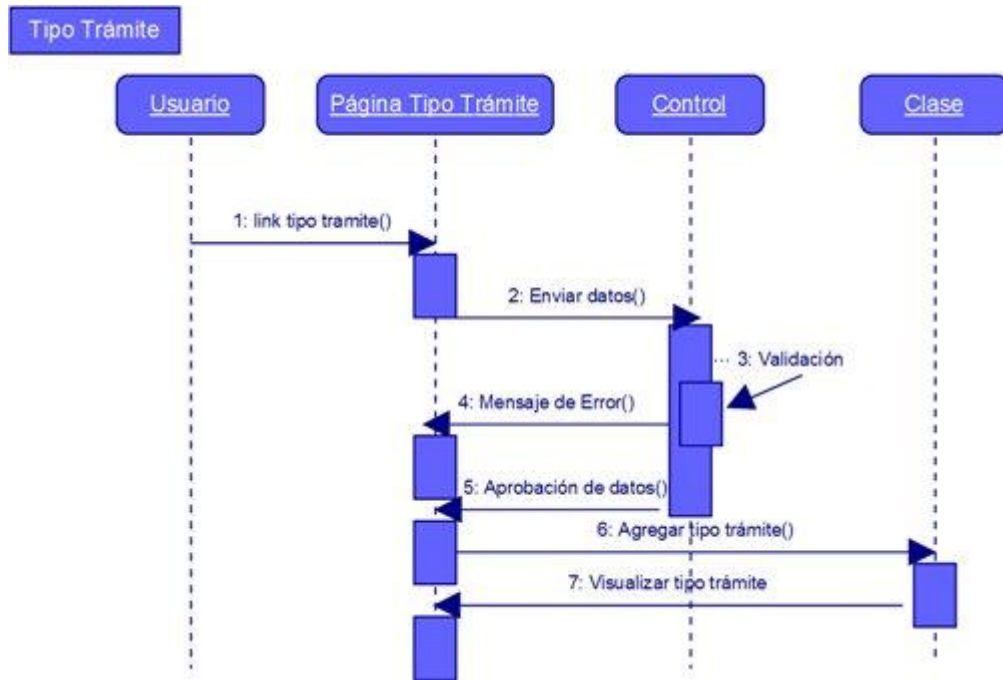 Tipo Trámite
Usuario
Página Tipo Trámite
Control
Clase
1: link tipo tramite()
2: Enviar datos()
... 3: Validación
4: Mensaje de Error()
5: Aprobación de datos()
6: Agregar tipo trámite()
7: Visualizar tipo trámite